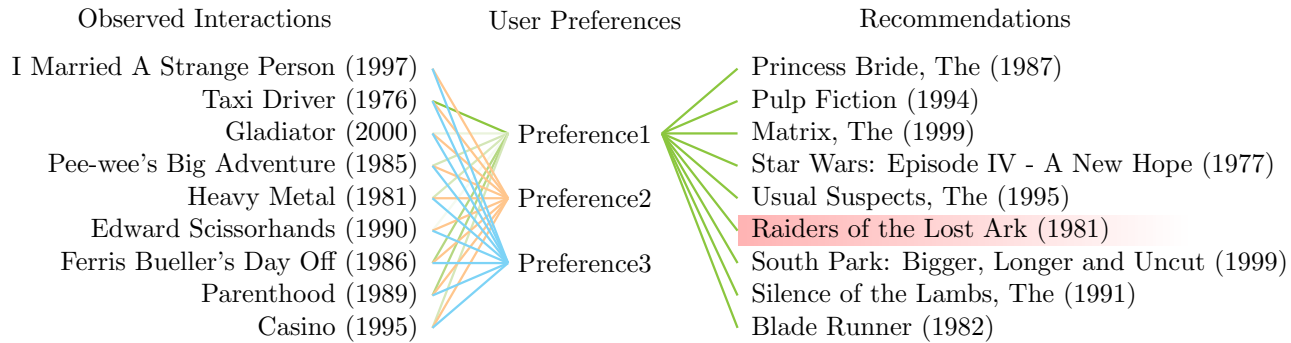 Observed Interactions
User Preferences
Recommendations
I Married A Strange Person (1997)
Taxi Driver (1976)
Gladiator (2000)
Pee-wee's Big Adventure (1985)
Heavy Metal (1981)
Edward Scissorhands (1990)
Ferris Bueller's Day Off (1986)
Parenthood (1989)
Casino (1995)
Preference1
Preference2
Preference3
Princess Bride, The (1987)
Pulp Fiction (1994)
Matrix, The (1999)
Star Wars: Episode IV - A New Hope (1977)
Usual Suspects, The (1995)
Raiders of the Lost Ark (1981)
South Park: Bigger, Longer and Uncut (1999)
Silence of the Lambs, The (1991)
Blade Runner (1982)